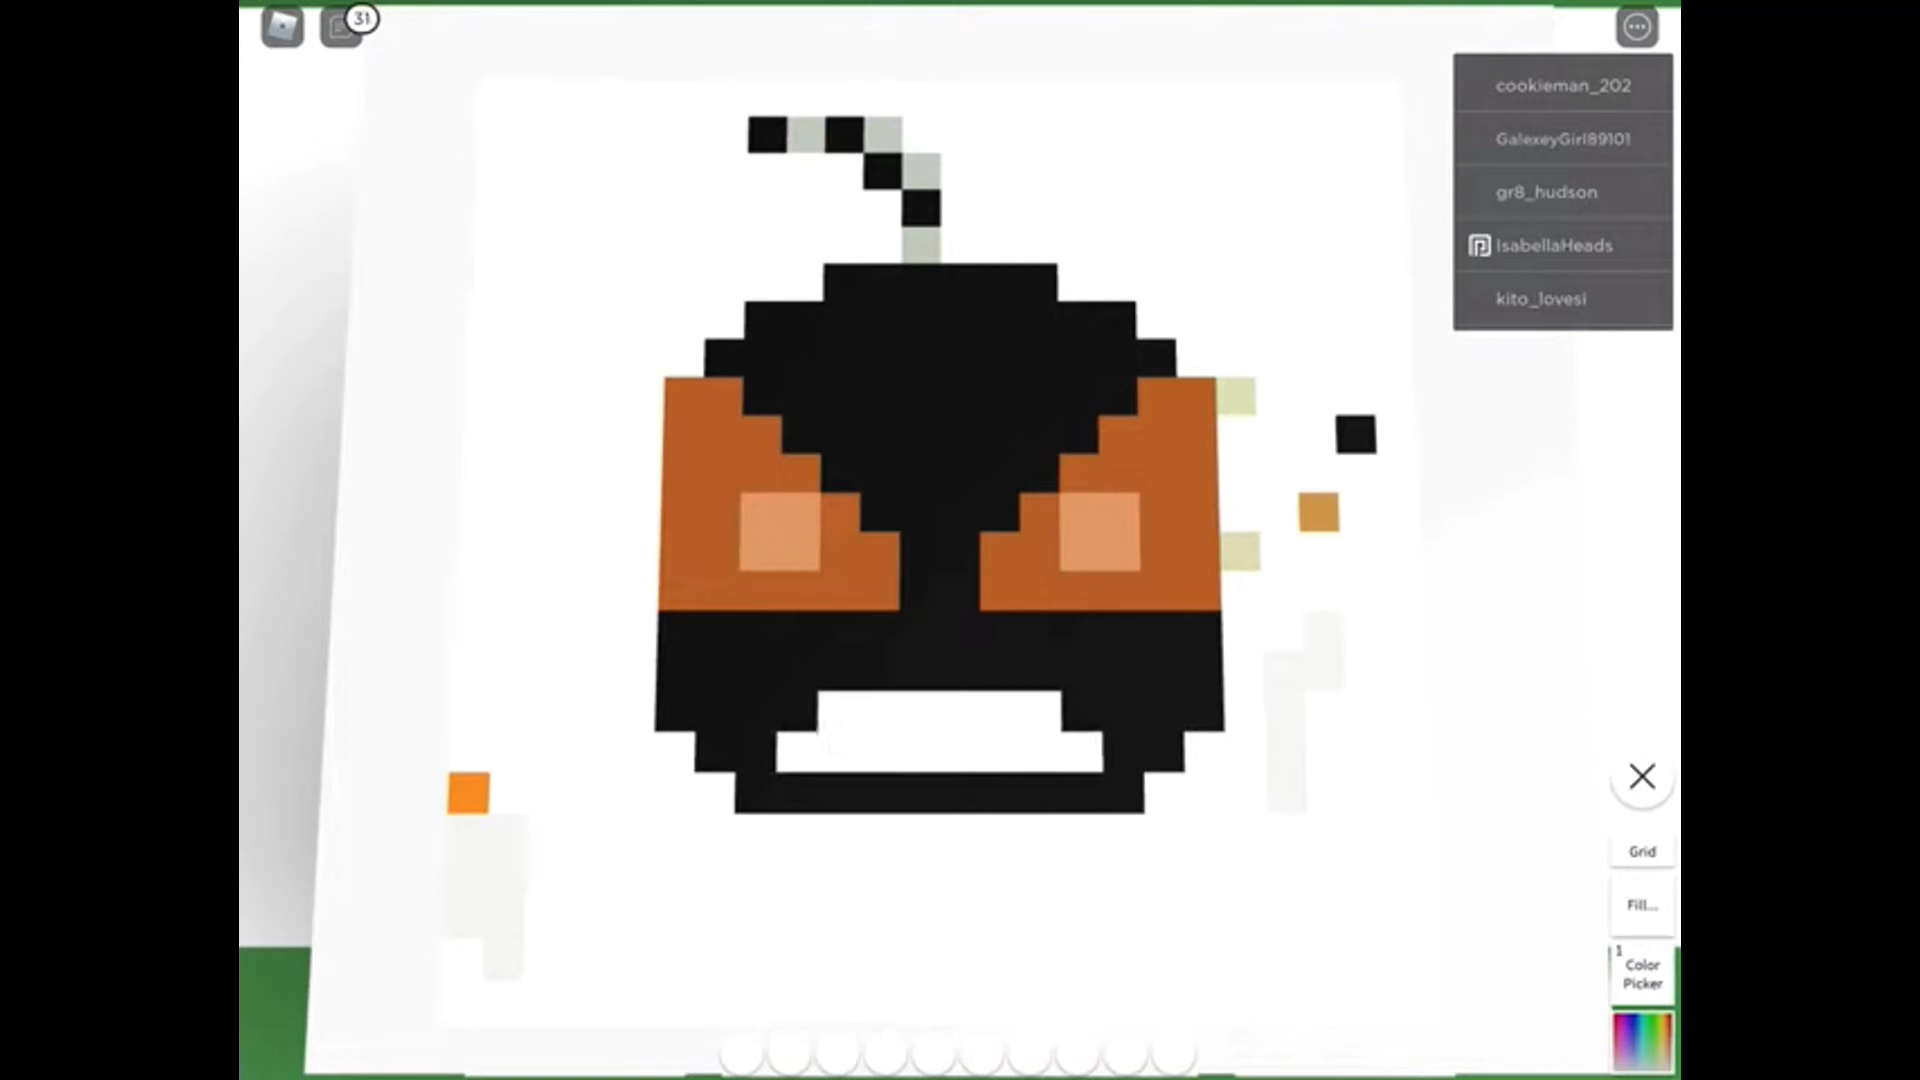 31
cookieman_202
GalexeyGirl89101
gr8_hudson
IsabellaHeads
kito_lovesi
Grid
Fill...
1
Color
Picker